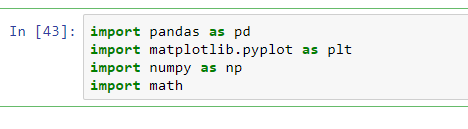 In [43]: import pandas as pd
import matplotlib.pyplot as plt
import numpy as np
import math